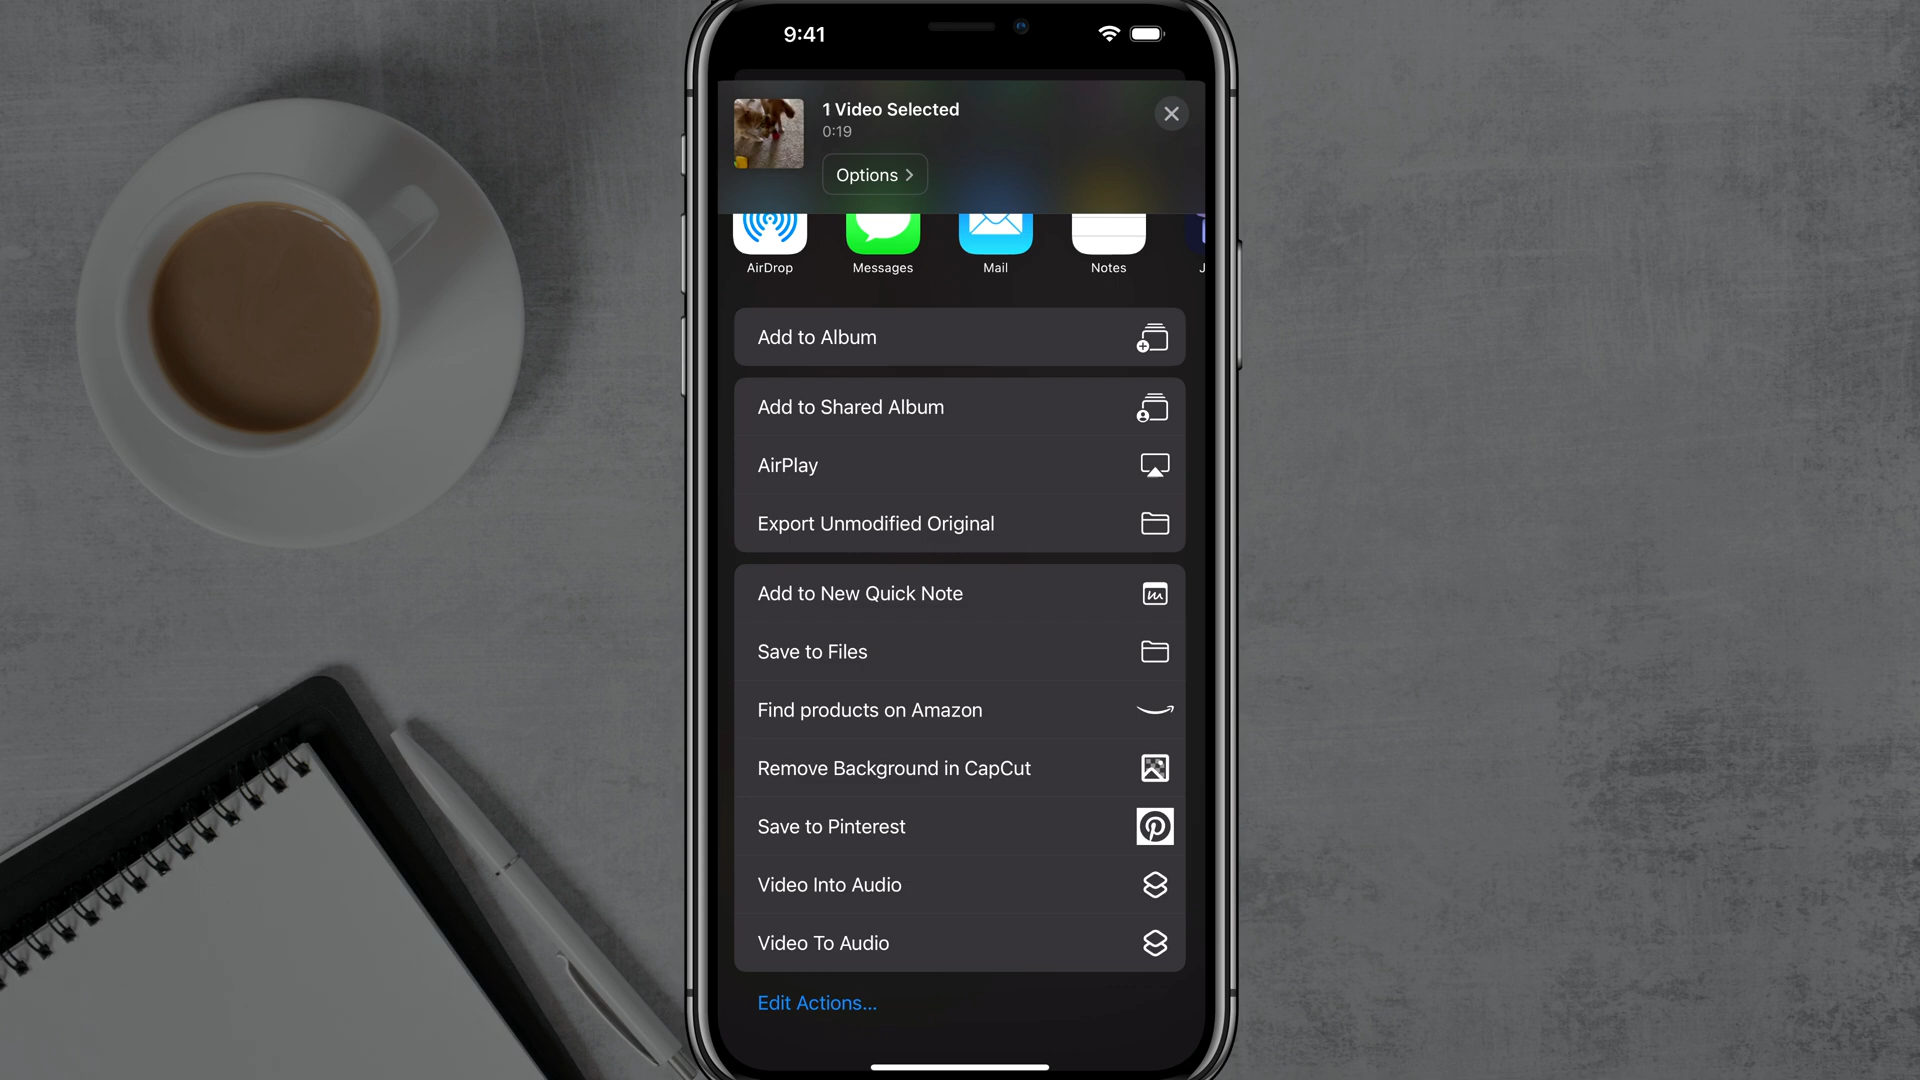 9:41
1 Video Selected
0:19
Options
AirDrop
Messages
Mail
Notes
J
Add to Album
Add to Shared Album
AirPlay
Export Unmodified Original
Add to New Quick Note
Save to Files
Find products on Amazon
Remove Background in CapCut
Save to Pinterest
Video Into Audio
Video To Audio
Edit Actions...